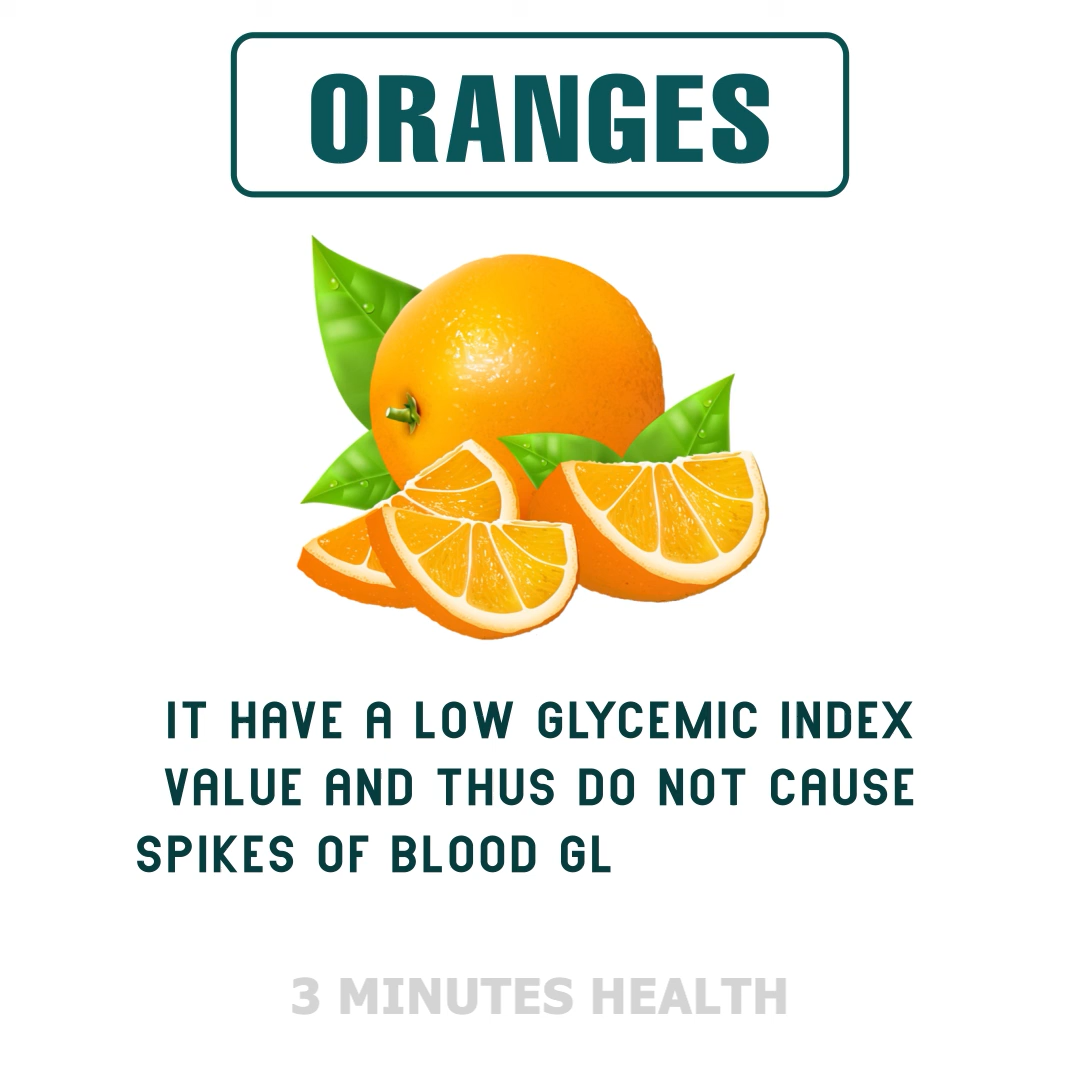 ORANGES
IT HAVE A LOW GLYCEMIC INDEX
VALUE AND THUS DO NOT CAUSE
SPIKES OF BLOOD GL
3 MINUTES HEALTH